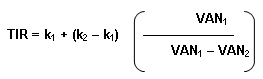 VAN₁
TIR = k₁ + (k₂ – k₁)
VAN₁ – VAN₂